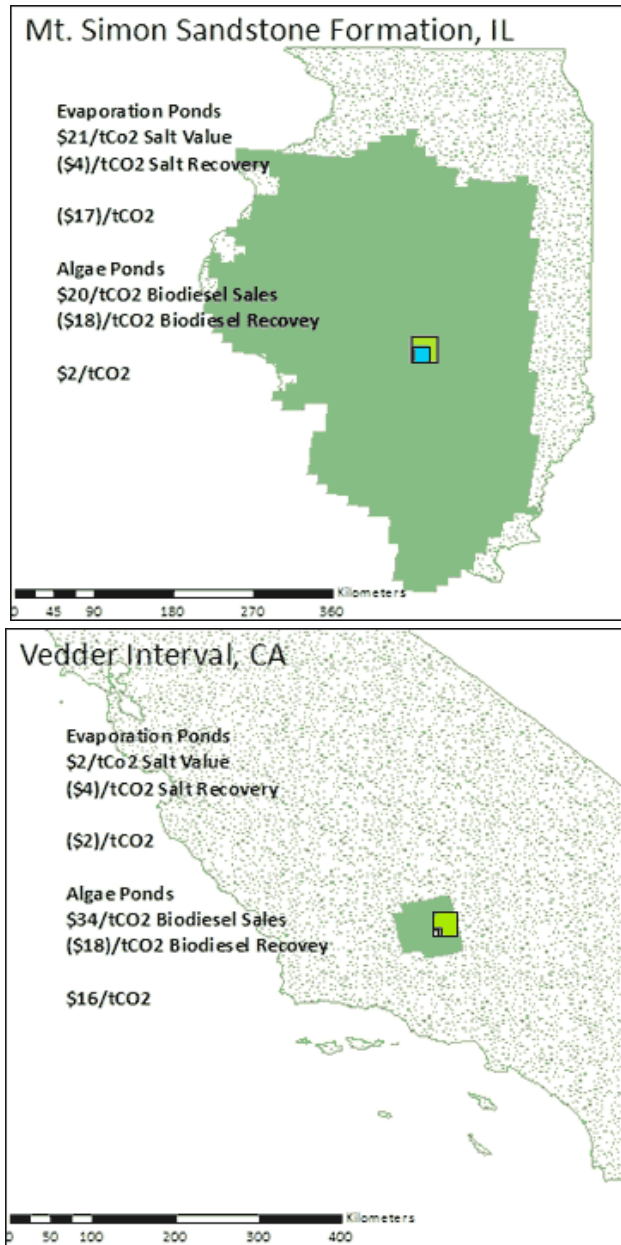 Mt. Simon Sandstone Formation, IL
Evaporation Ponds
$21/tCo2 Salt Value
($4)/tCO2 Salt Recovery
($17)/tCO2
Algae Ponds
$20/tCO2 Biodiesel Sales
($18)/tCO2 Biodiesel Recovey
$2/tCO2
Kilometers
0 45 90 180 270 360
Vedder Interval, CA
Evaporation Ponds
$2/tCo2 Salt Value
($4)/tCO2 Salt Recovery
($2)/tCO2
Algae Ponds
$34/tCO2 Biodiesel Sales
($18)/tCO2 Biodiesel Recovey
$16/tCO2
Kilometers
0 50 100 200 300 400